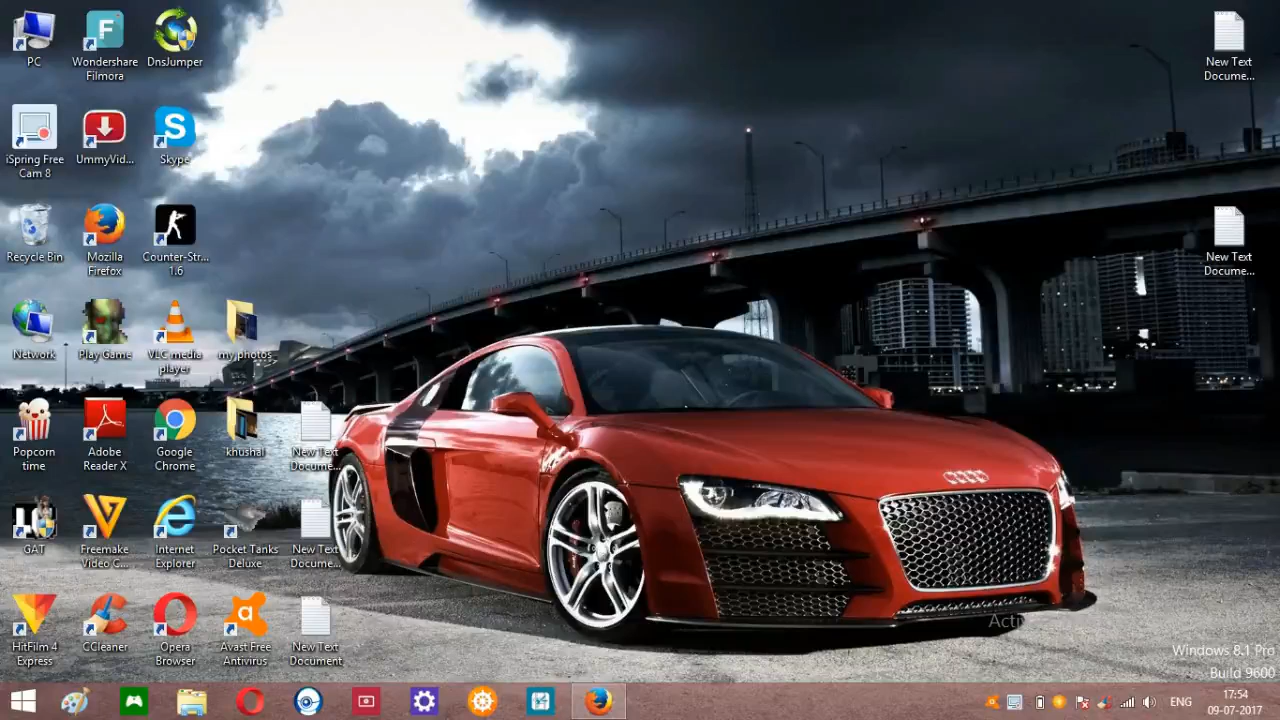 PC
Wondershare
Filmora
DnsJumper
New Text
Docume...
iSpring Free
Cam 8
UmmyVid...
Skype
Recycle Bin
Mozilla
Firefox
Counter-Str...
1.6
New Text
Docume...
Network
Play Game
VLC media
player
my photos
Popcorn
time
Adobe
Reader X
Google
Chrome
khushal
New Text
Docume...
GAT
Freemake
Video C...
Internet
Explorer
Pocket Tanks
Deluxe
New Text
Docume...
HitFilm 4
Express
CCleaner
Opera
Browser
Avast Free
Antivirus
New Text
Document
Windows 8.1 Pro
Build 9600
ENG
17:54
09-07-2017